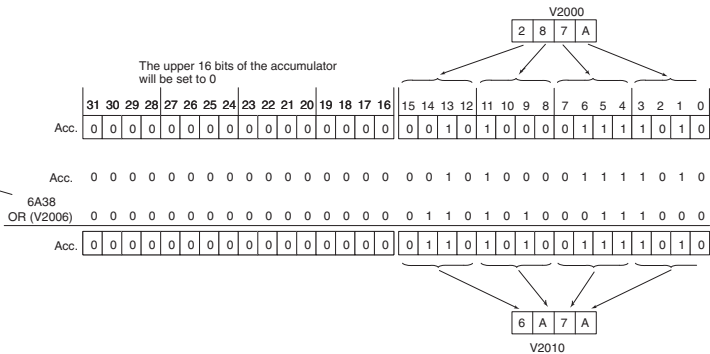 V2000
2 8 7 A
The upper 16 bits of the accumulator
will be set to 0
31 30 29 28 27 26 25 24 23 22 21 20 19 18 17 16 15 14 13 12 11 10 9 8 7 6 5 4 3 2 1 0
Acc. 0 0 0 0 0 0 0 0 0 0 0 0 0 0 0 0 0 0 1 0 1 0 0 0 0 1 1 1 1 0 1 0
Acc. 0 0 0 0 0 0 0 0 0 0 0 0 0 0 0 0 0 0 1 0 1 0 0 0 0 1 1 1 1 0 1 0
6A38
OR (V2006) 0 0 0 0 0 0 0 0 0 0 0 0 0 0 0 0 0 1 1 0 1 0 1 0 0 0 1 1 1 0 0 0
Acc. 0 0 0 0 0 0 0 0 0 0 0 0 0 0 0 0 0 1 1 0 1 0 1 0 0 1 1 1 1 0 1 0
6 A 7 A
V2010